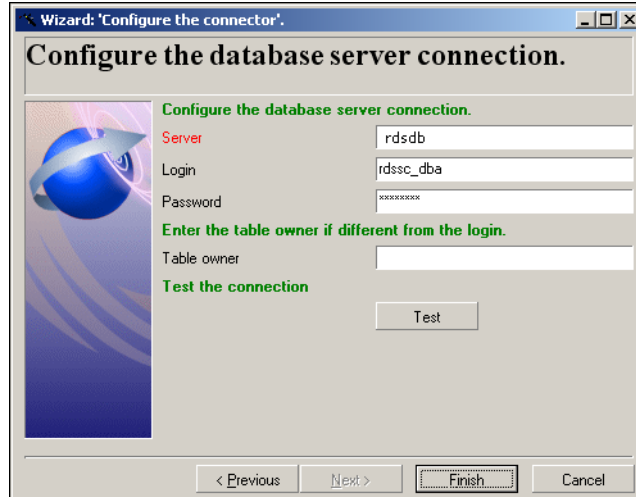 Wizard: 'Configure the connector'.
Configure the database server connection.
Configure the database server connection.
Server rdsdb
Login rdssc_dba
Password xxxxxxxx
Enter the table owner if different from the login.
Table owner
Test the connection
Test
< Previous Next > Finish Cancel